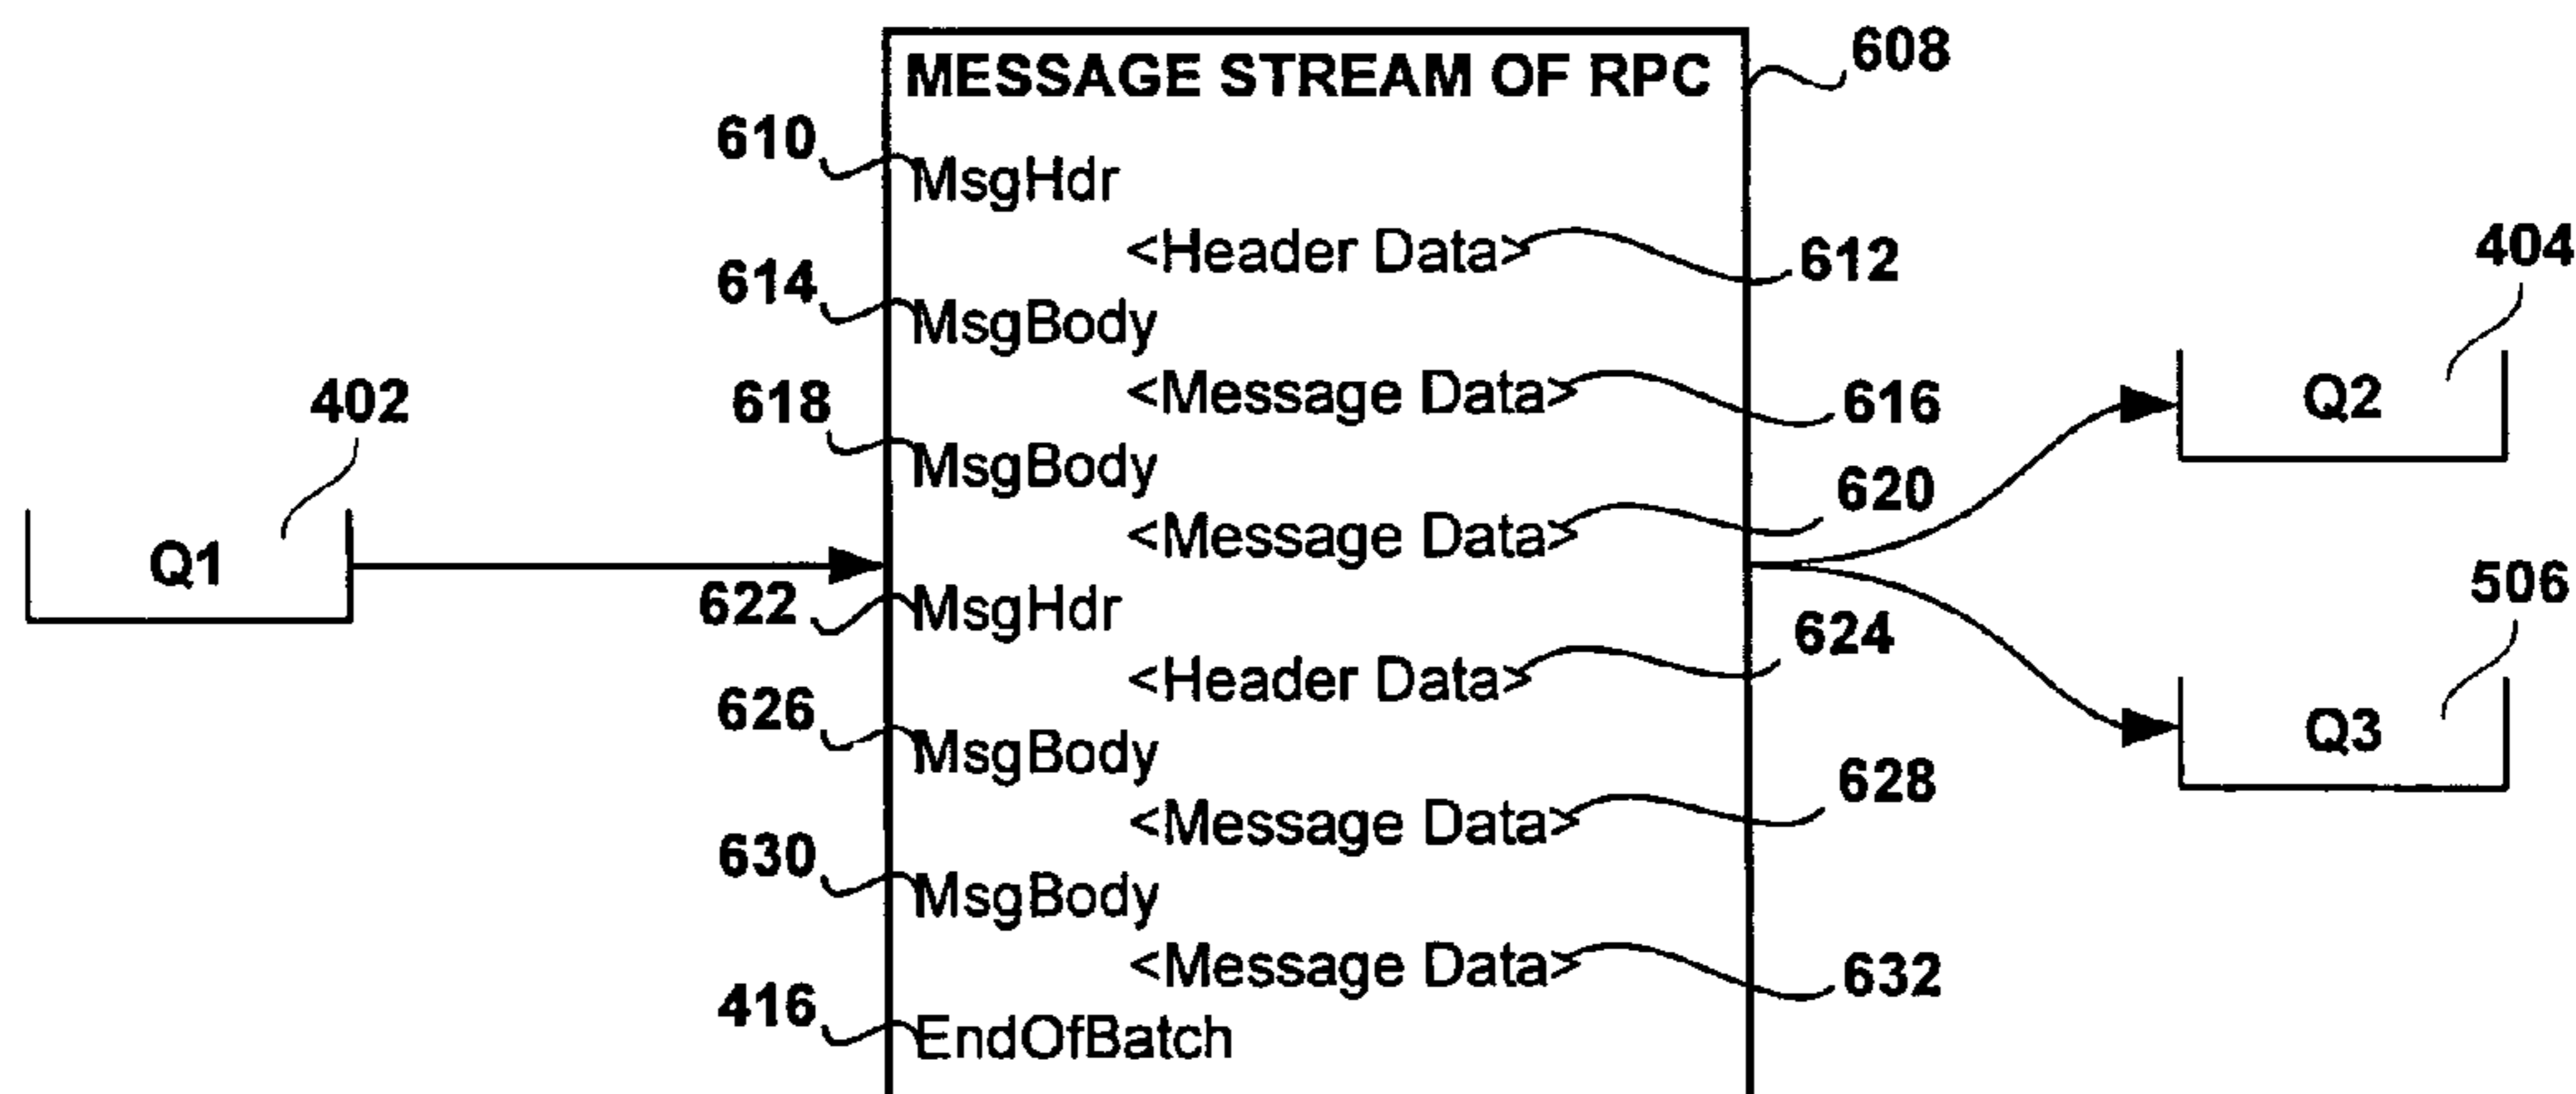 MESSAGE STREAM OF RPC
608
610
MsgHdr
<Header Data>
612
404
614
MsgBody
<Message Data>
616
Q2
402
618
MsgBody
620
<Message Data>
Q1
506
622
MsgHdr
624
<Header Data>
Q3
626
MsgBody
628
<Message Data>
630
MsgBody
<Message Data>
632
416
EndOfBatch